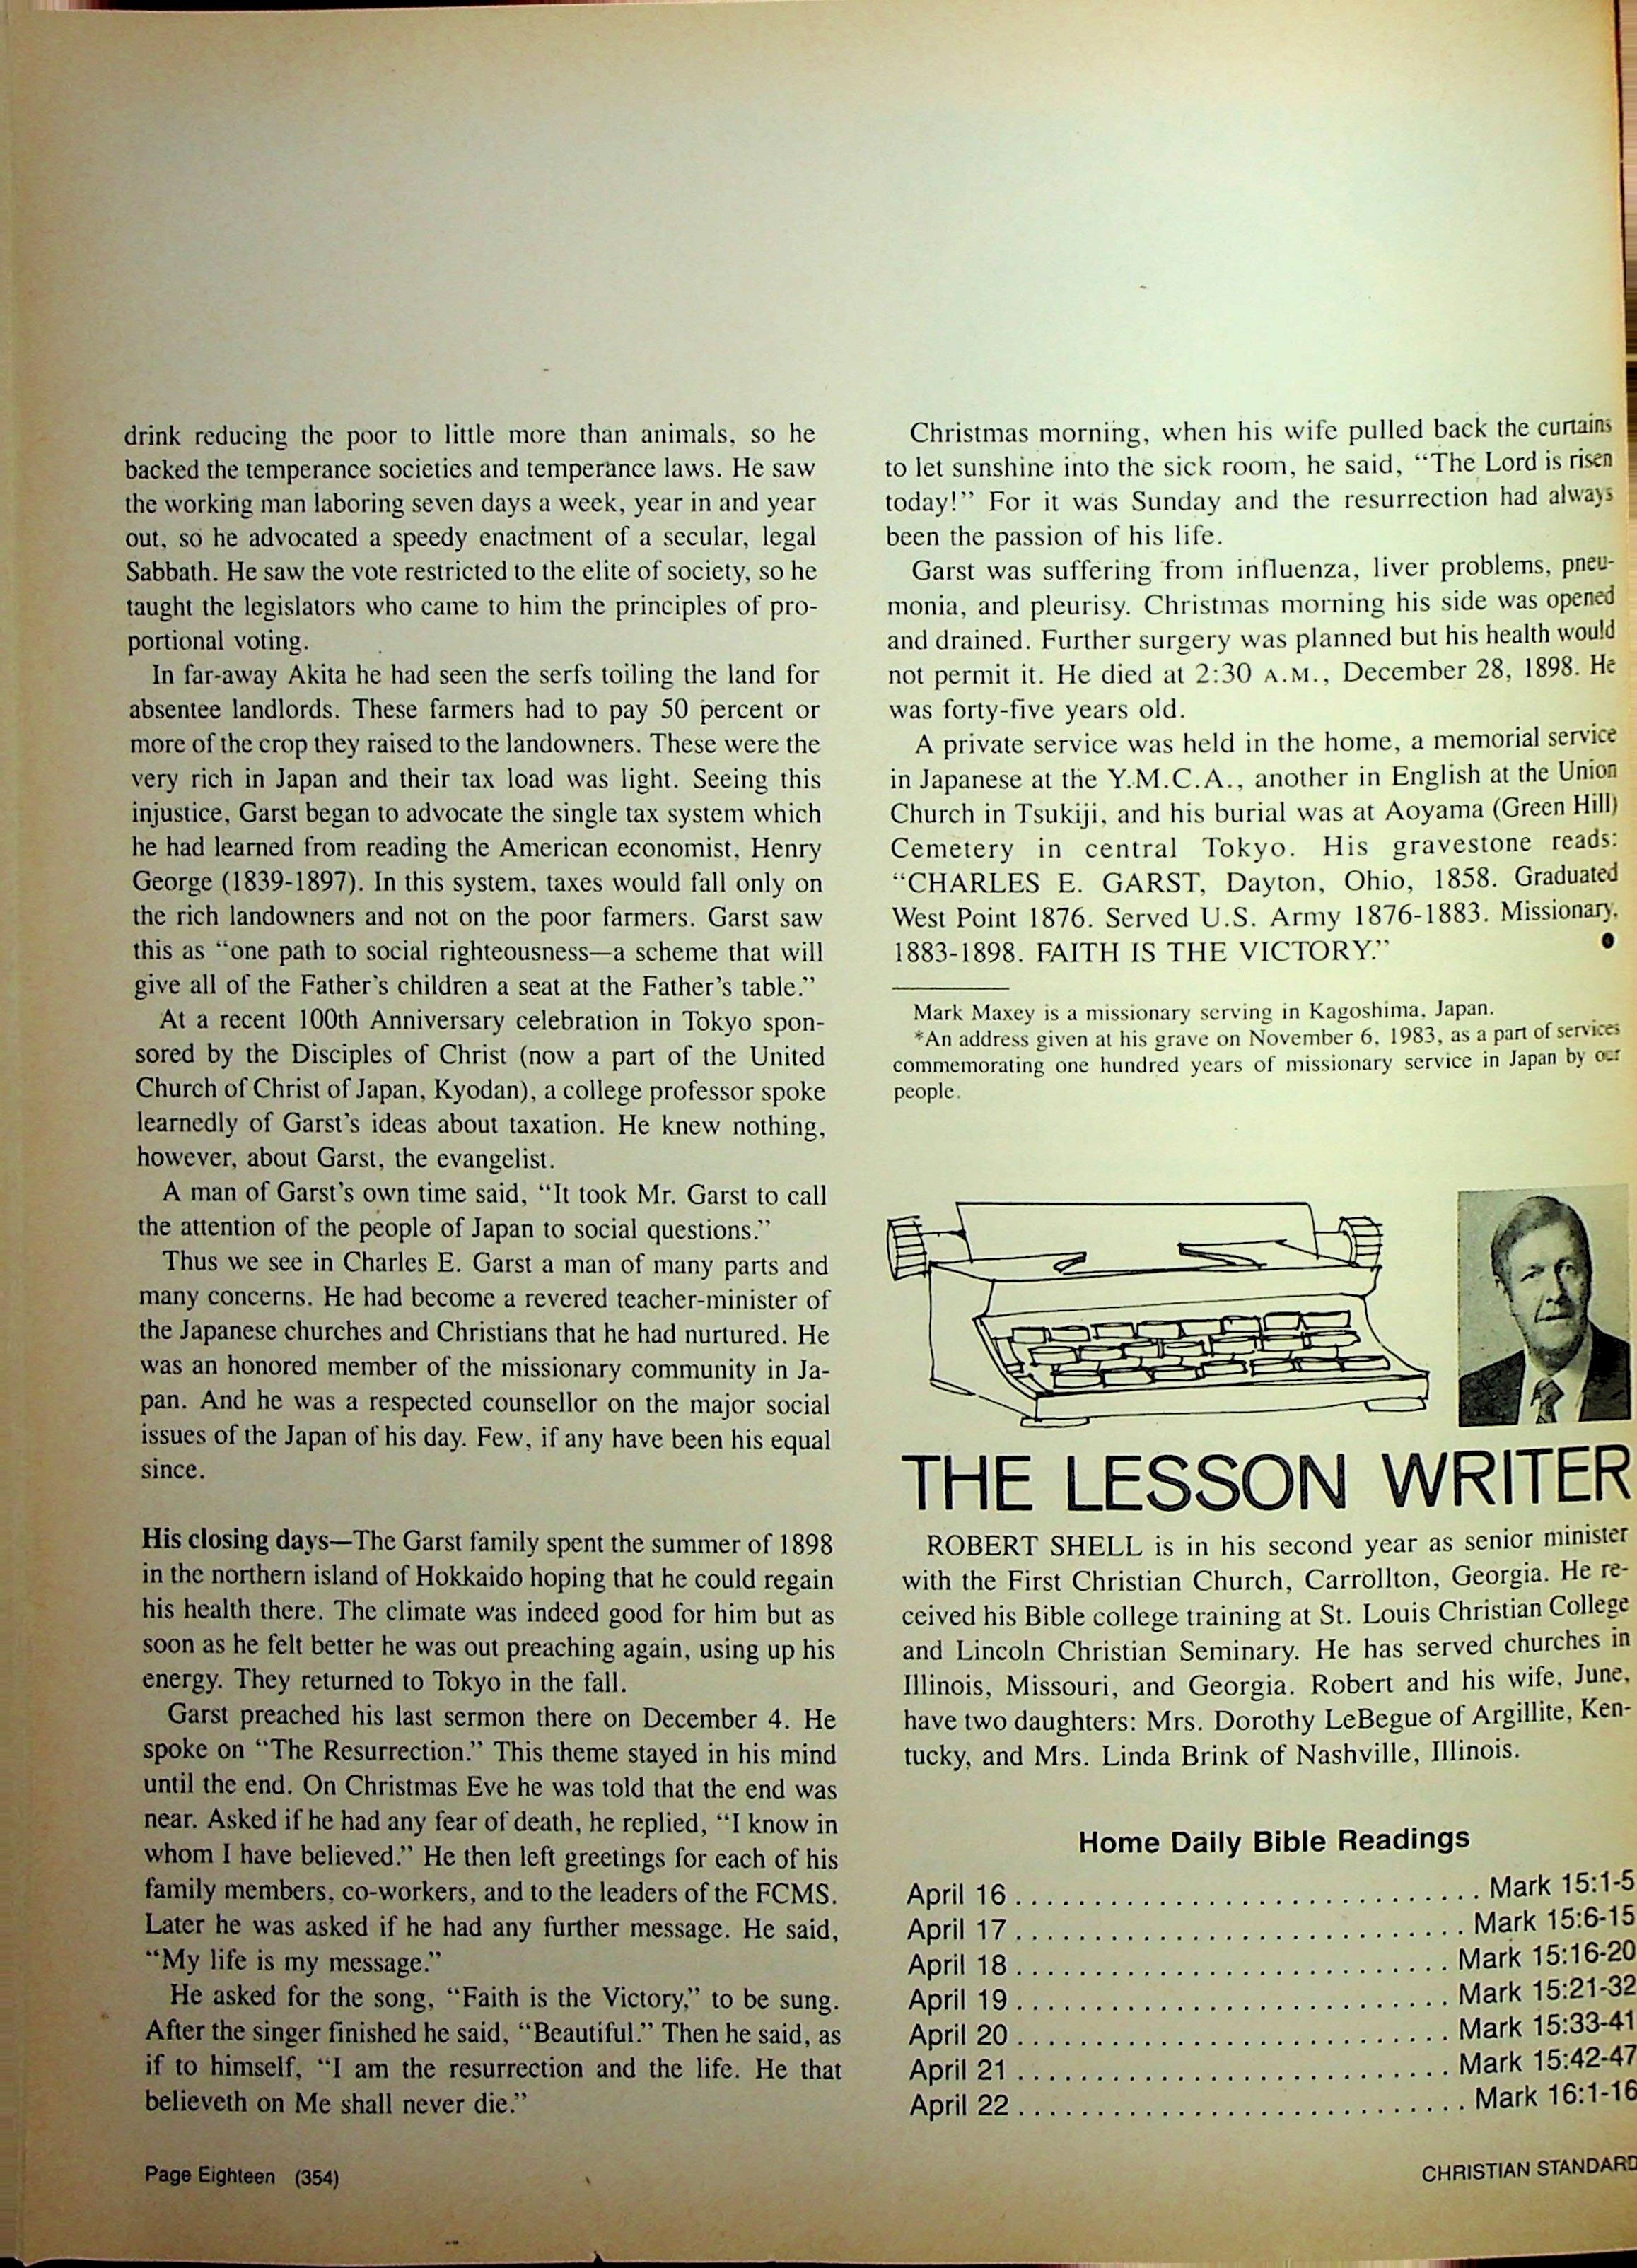 drink reducing the poor to little more than animals, so he
backed the temperance societies and temperance laws. He saw
the working man laboring seven days a week, year in and year
out, so he advocated a speedy enactment of a secular, legal
Sabbath. He saw the vote restricted to the elite of society, so he
taught the legislators who came to him the principles of pro-
portional voting.
In far-away Akita he had seen the serfs toiling the land for
absentee landlords. These farmers had to pay 50 percent or
more of the crop they raised to the landowners. These were the
very rich in Japan and their tax load was light. Seeing this
injustice, Garst began to advocate the single tax system which
he had learned from reading the American economist, Henry
George (1839-1897). In this system, taxes would fall only on
the rich landowners and not on the poor farmers. Garst saw
this as “one path to social righteousness—a scheme that will
give all of the Father’s children a seat at the Father’s table.”
At a recent 100th Anniversary celebration in Tokyo spon-
sored by the Disciples of Christ (now a part of the United
Church of Christ of Japan, Kyodan), a college professor spoke
learnedly of Garst’s ideas about taxation. He knew nothing,
however, about Garst, the evangelist.
A man of Garst’s own time said, “It took Mr. Garst to call
the attention of the people of Japan to social questions.”
Thus we see in Charles E. Garst a man of many parts and
many concerns. He had become a revered teacher-minister of
the Japanese churches and Christians that he had nurtured. He
was an honored member of the missionary community in Ja-
pan. And he was a respected counsellor on the major social
issues of the Japan of his day. Few, if any have been his equal
since.
His closing days—The Garst family spent the summer of 1898
in the northern island of Hokkaido hoping that he could regain
his health there. The climate was indeed good for him but as
soon as he felt better he was out preaching again, using up his
energy. They returned to Tokyo in the fall.
Garst preached his last sermon there on December 4. He
spoke on “The Resurrection.” This theme stayed in his mind
until the end. On Christmas Eve he was told that the end was
near. Asked if he had any fear of death, he replied, “I know in
whom I have believed.” He then left greetings for each of his
family members, co-workers, and to the leaders of the FCMS.
Later he was asked if he had any further message. He said,
“My life is my message.”
He asked for the song, “Faith is the Victory,” to be sung.
After the singer finished he said, “Beautiful.” Then he said, as
if to himself, “I am the resurrection and the life. He that
believeth on Me shall never die.”
Christmas morning, when his wife pulled back the curtains
to let sunshine into the sick room, he said, “The Lord is risen
today!” For it was Sunday and the resurrection had always
been the passion of his life.
Garst was suffering from influenza, liver problems, pneu-
monia, and pleurisy. Christmas morning his side was opened
and drained. Further surgery was planned but his health would
not permit it. He died at 2:30 A.M., December 28, 1898. He
was forty-five years old.
A private service was held in the home, a memorial service
in Japanese at the Y.M.C.A., another in English at the Union
Church in Tsukiji, and his burial was at Aoyama (Green Hill)
Cemetery in central Tokyo. His gravestone reads:
“CHARLES E. GARST, Dayton, Ohio, 1858. Graduated
West Point 1876. Served U.S. Army 1876-1883. Missionary,
1883-1898. FAITH IS THE VICTORY.”
Mark Maxey is a missionary serving in Kagoshima, Japan.
*An address given at his grave on November 6, 1983, as a part of services
commemorating one hundred years of missionary service in Japan by our
people.
THE LESSON WRITER
ROBERT SHELL is in his second year as senior minister
with the First Christian Church, Carrollton, Georgia. He re-
ceived his Bible college training at St. Louis Christian College
and Lincoln Christian Seminary. He has served churches in
Illinois, Missouri, and Georgia. Robert and his wife, June,
have two daughters: Mrs. Dorothy LeBegue of Argillite, Ken-
tucky, and Mrs. Linda Brink of Nashville, Illinois.
Home Daily Bible Readings
April 16 . . . . . . . . . . . . . . . . . . . . Mark 15:1-5
April 17 . . . . . . . . . . . . . . . . . . . . Mark 15:6-15
April 18 . . . . . . . . . . . . . . . . . . . . Mark 15:16-20
April 19 . . . . . . . . . . . . . . . . . . . . Mark 15:21-32
April 20 . . . . . . . . . . . . . . . . . . . . Mark 15:33-41
April 21 . . . . . . . . . . . . . . . . . . . . Mark 15:42-47
April 22 . . . . . . . . . . . . . . . . . . . . Mark 16:1-16
Page Eighteen (354)
CHRISTIAN STANDARD